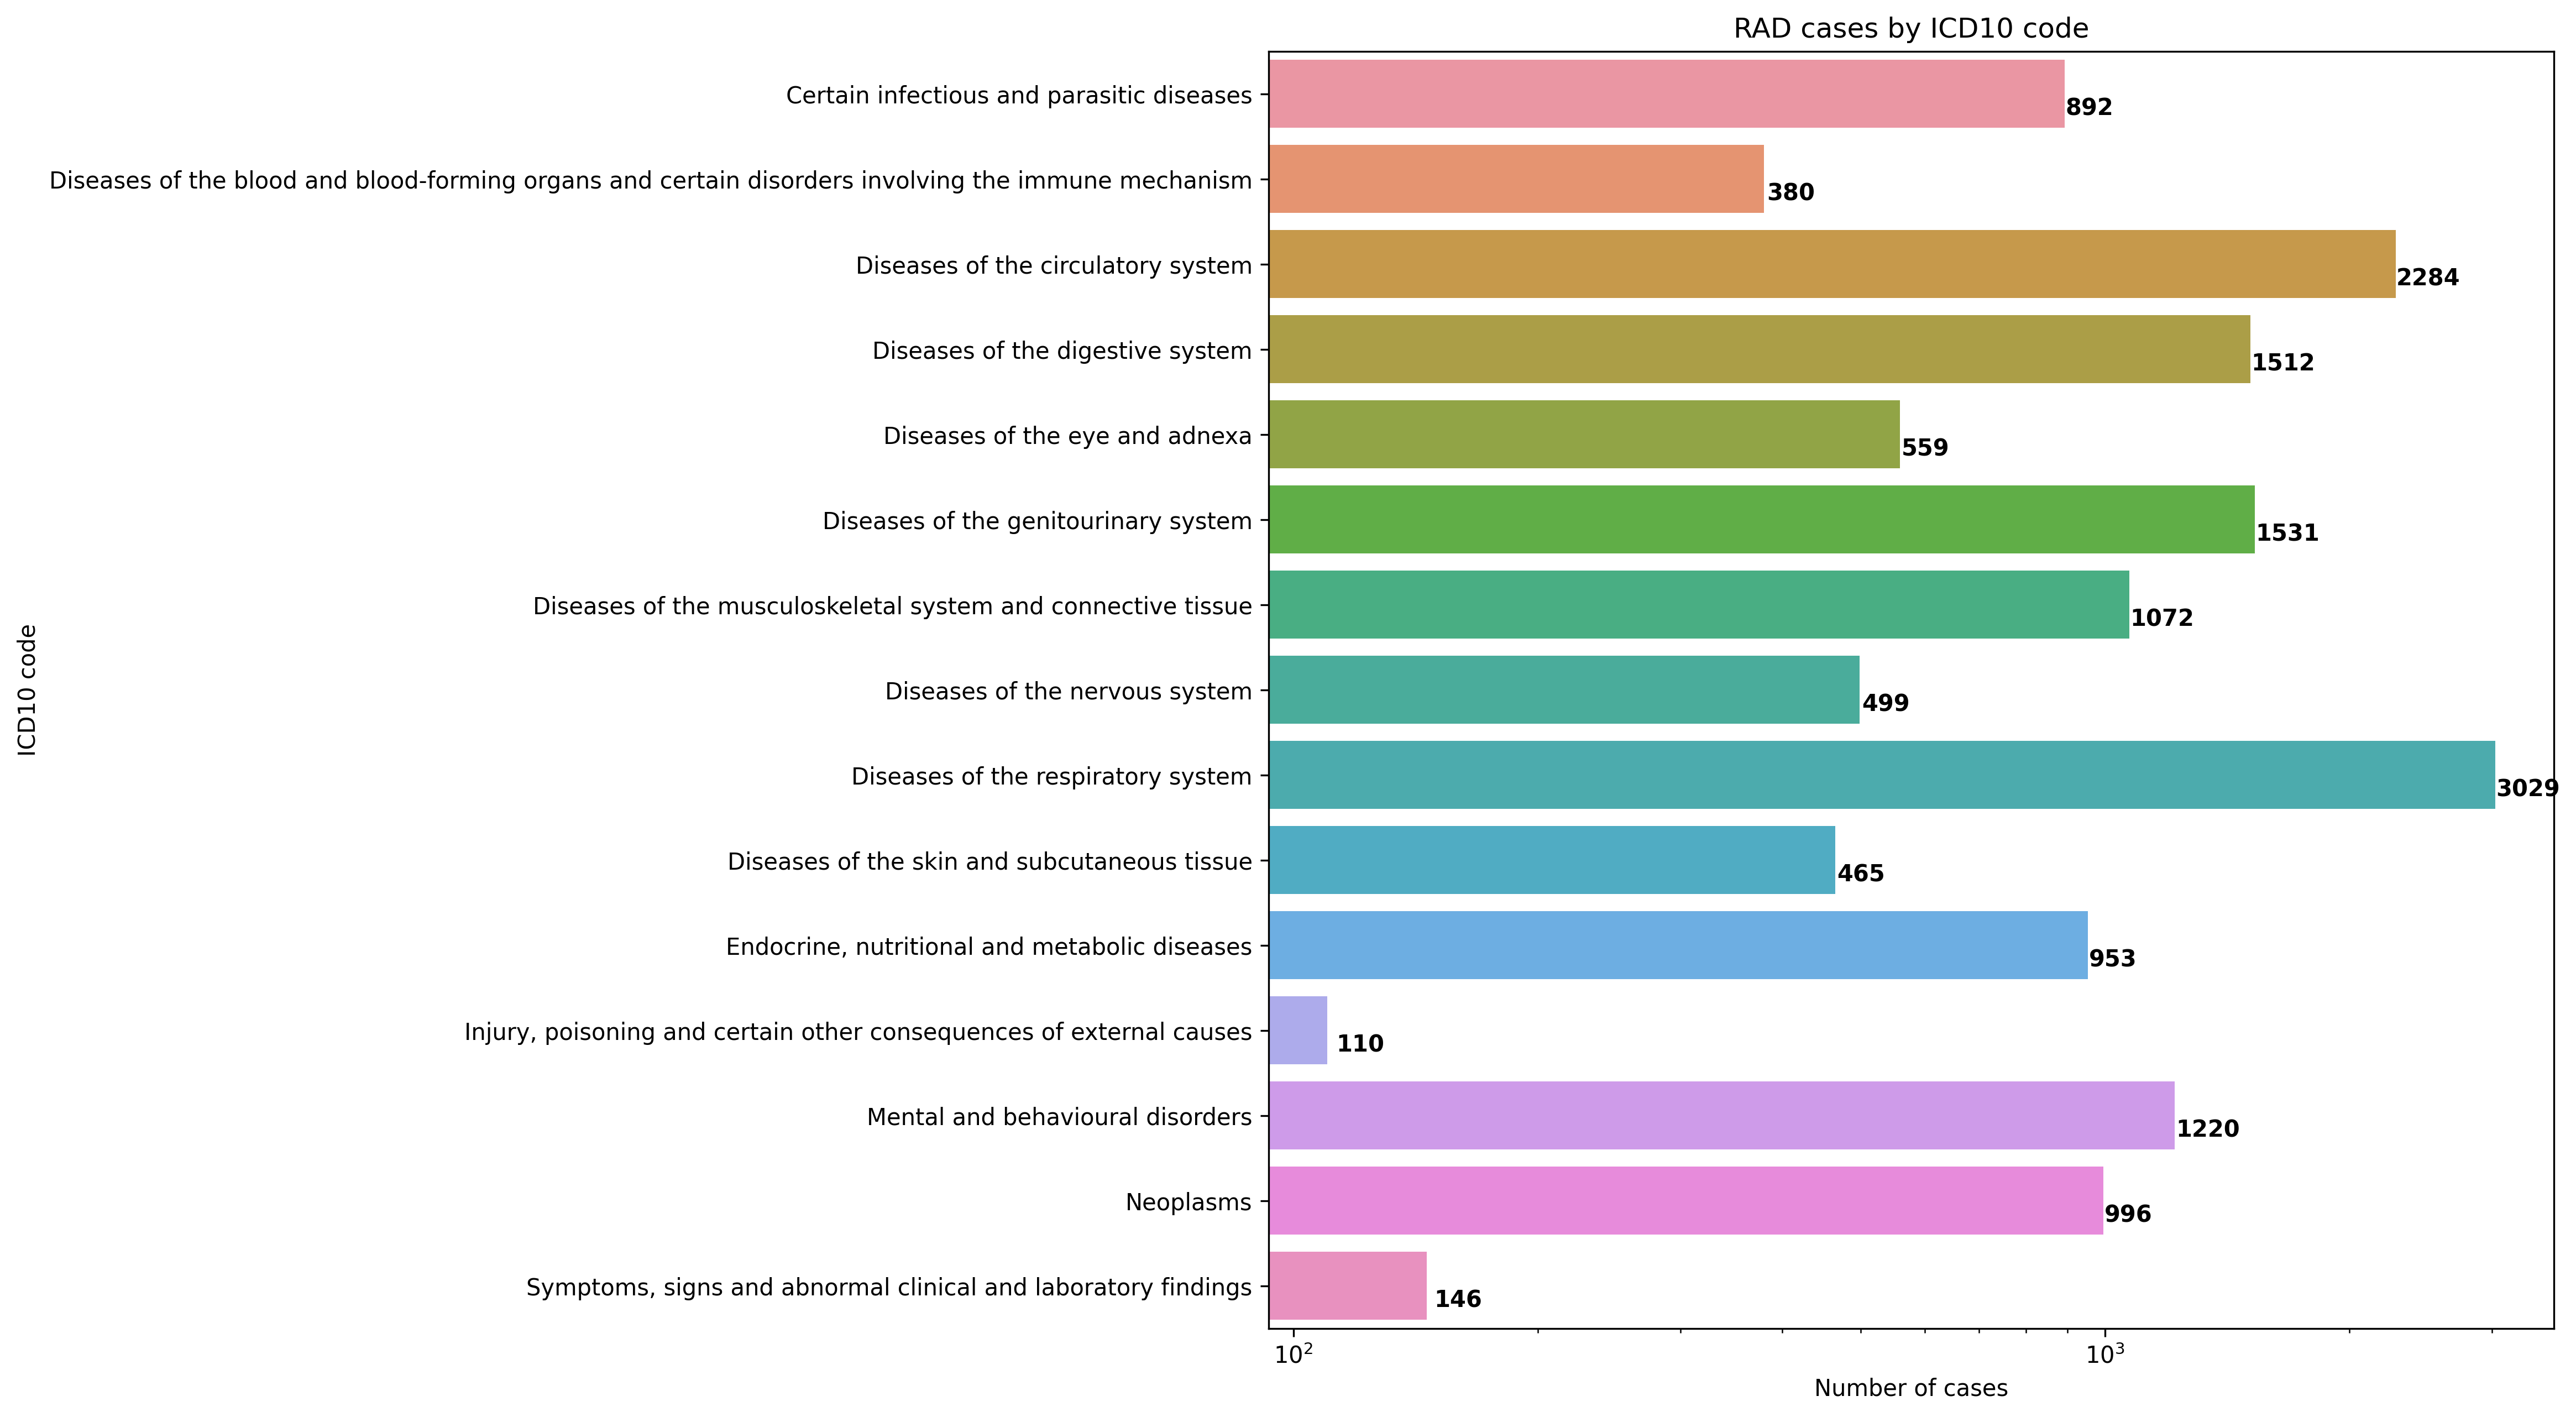 RAD cases by ICD10 code
Certain infectious and parasitic diseases
892
Diseases of the blood and blood-forming organs and certain disorders involving the immune mechanism
380
Diseases of the circulatory system
2284
Diseases of the digestive system
1512
Diseases of the eye and adnexa
559
Diseases of the genitourinary system
1531
Diseases of the musculoskeletal system and connective tissue
1072
Diseases of the nervous system
499
Diseases of the respiratory system
3029
Diseases of the skin and subcutaneous tissue
465
Endocrine, nutritional and metabolic diseases
953
Injury, poisoning and certain other consequences of external causes
110
Mental and behavioural disorders
1220
Neoplasms
996
Symptoms, signs and abnormal clinical and laboratory findings
146
ICD10 code
10² 10³
Number of cases